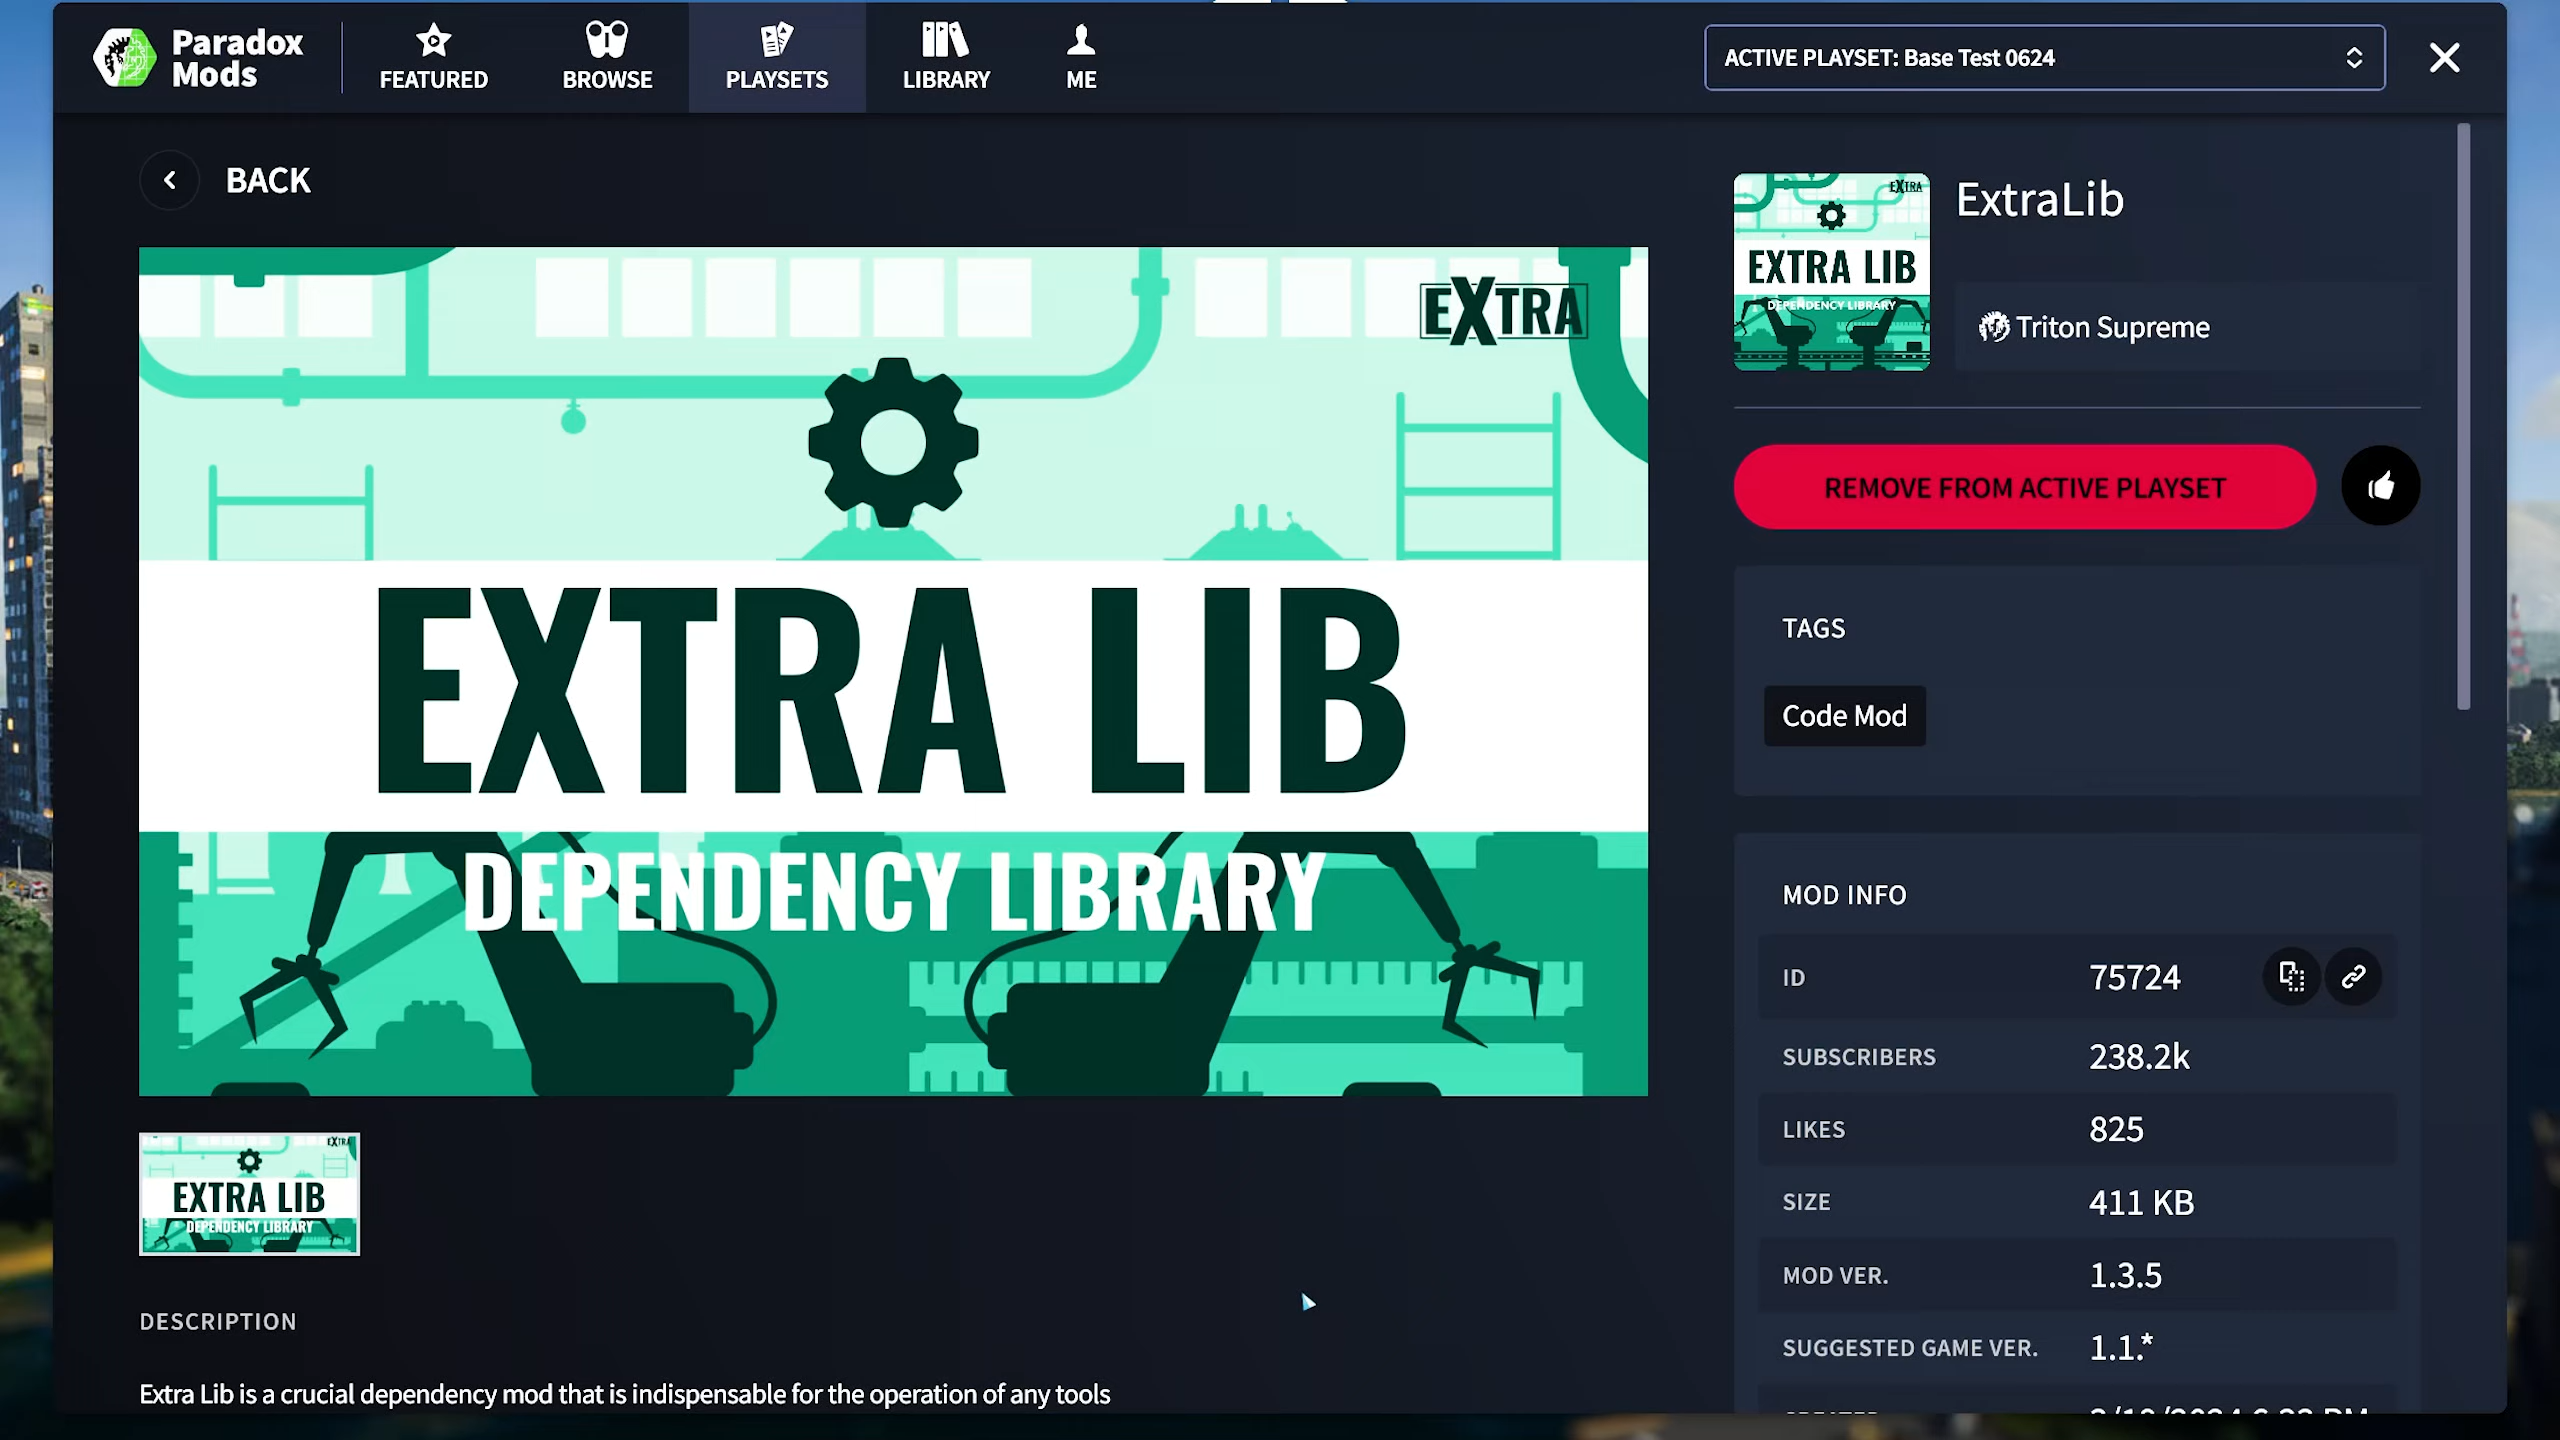 Paradox
Mods
FEATURED
BROWSE
PLAYSETS
LIBRARY
ME
ACTIVE PLAYSET: Base Test 0624
BACK
EXTRA
EXTRA LIB
DEPENDENCY LIBRARY
EXTRA
EXTRA LIB
DEPENDENCY LIBRARY
DESCRIPTION
Extra Lib is a crucial dependency mod that is indispensable for the operation of any tools
EXTRA
EXTRA LIB
DEPENDENCY LIBRARY
ExtraLib
Triton Supreme
REMOVE FROM ACTIVE PLAYSET
TAGS
Code Mod
MOD INFO
ID 75724
SUBSCRIBERS 238.2k
LIKES 825
SIZE 411 KB
MOD VER. 1.3.5
SUGGESTED GAME VER. 1.1.*